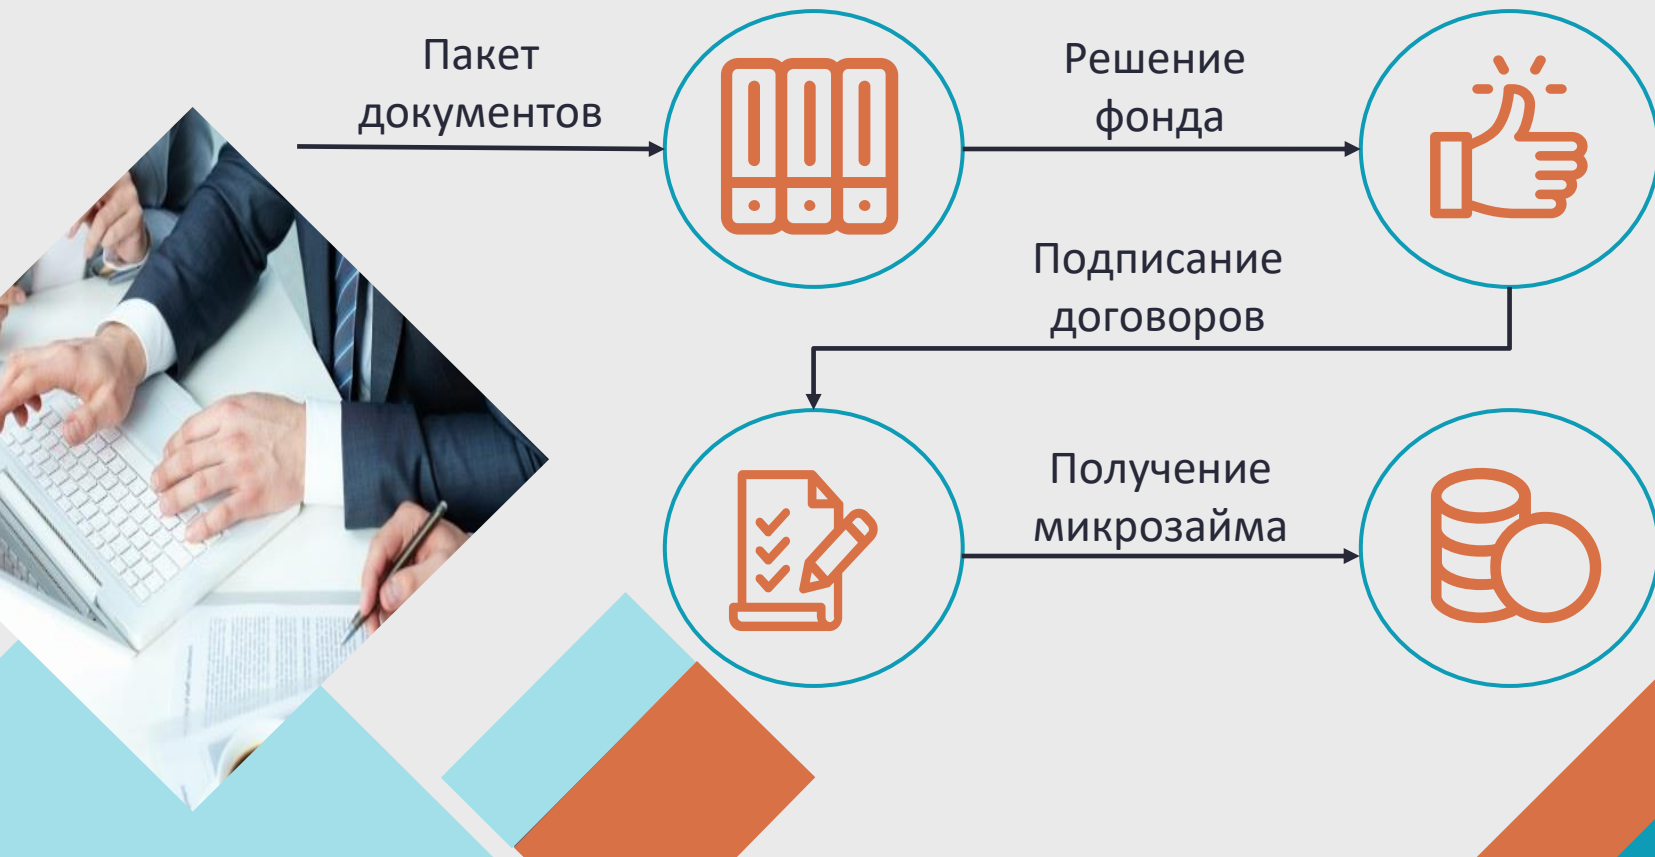 Пакет
документов
Решение
фонда
Подписание
договоров
Получение
микрозайма